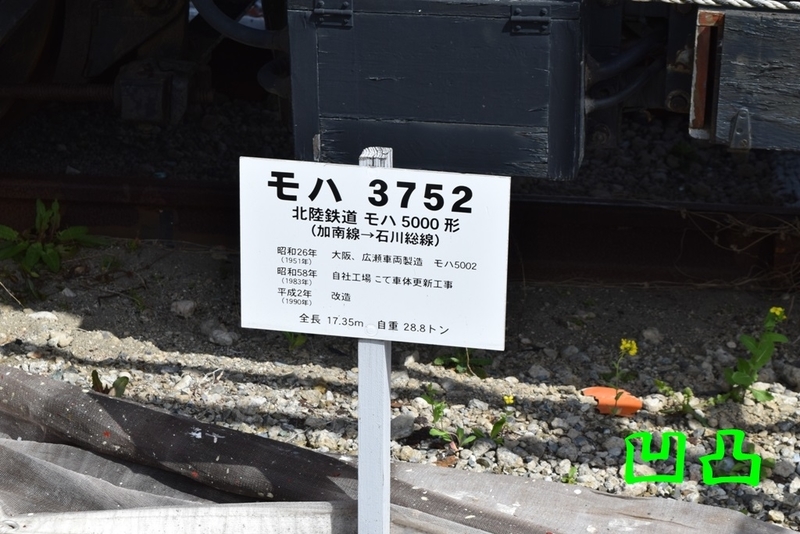 モハ 3752
北陸鉄道 モハ 5000 形
(加南線→石川総線)
昭和26年 大阪、広瀬車両製造 モハ5002
(1951年)
昭和58年 自社工場こて車体更新工事
(1983年)
平成2年 改造
(1990年)
全長 17.35m 自重 28.8トン
凹凸